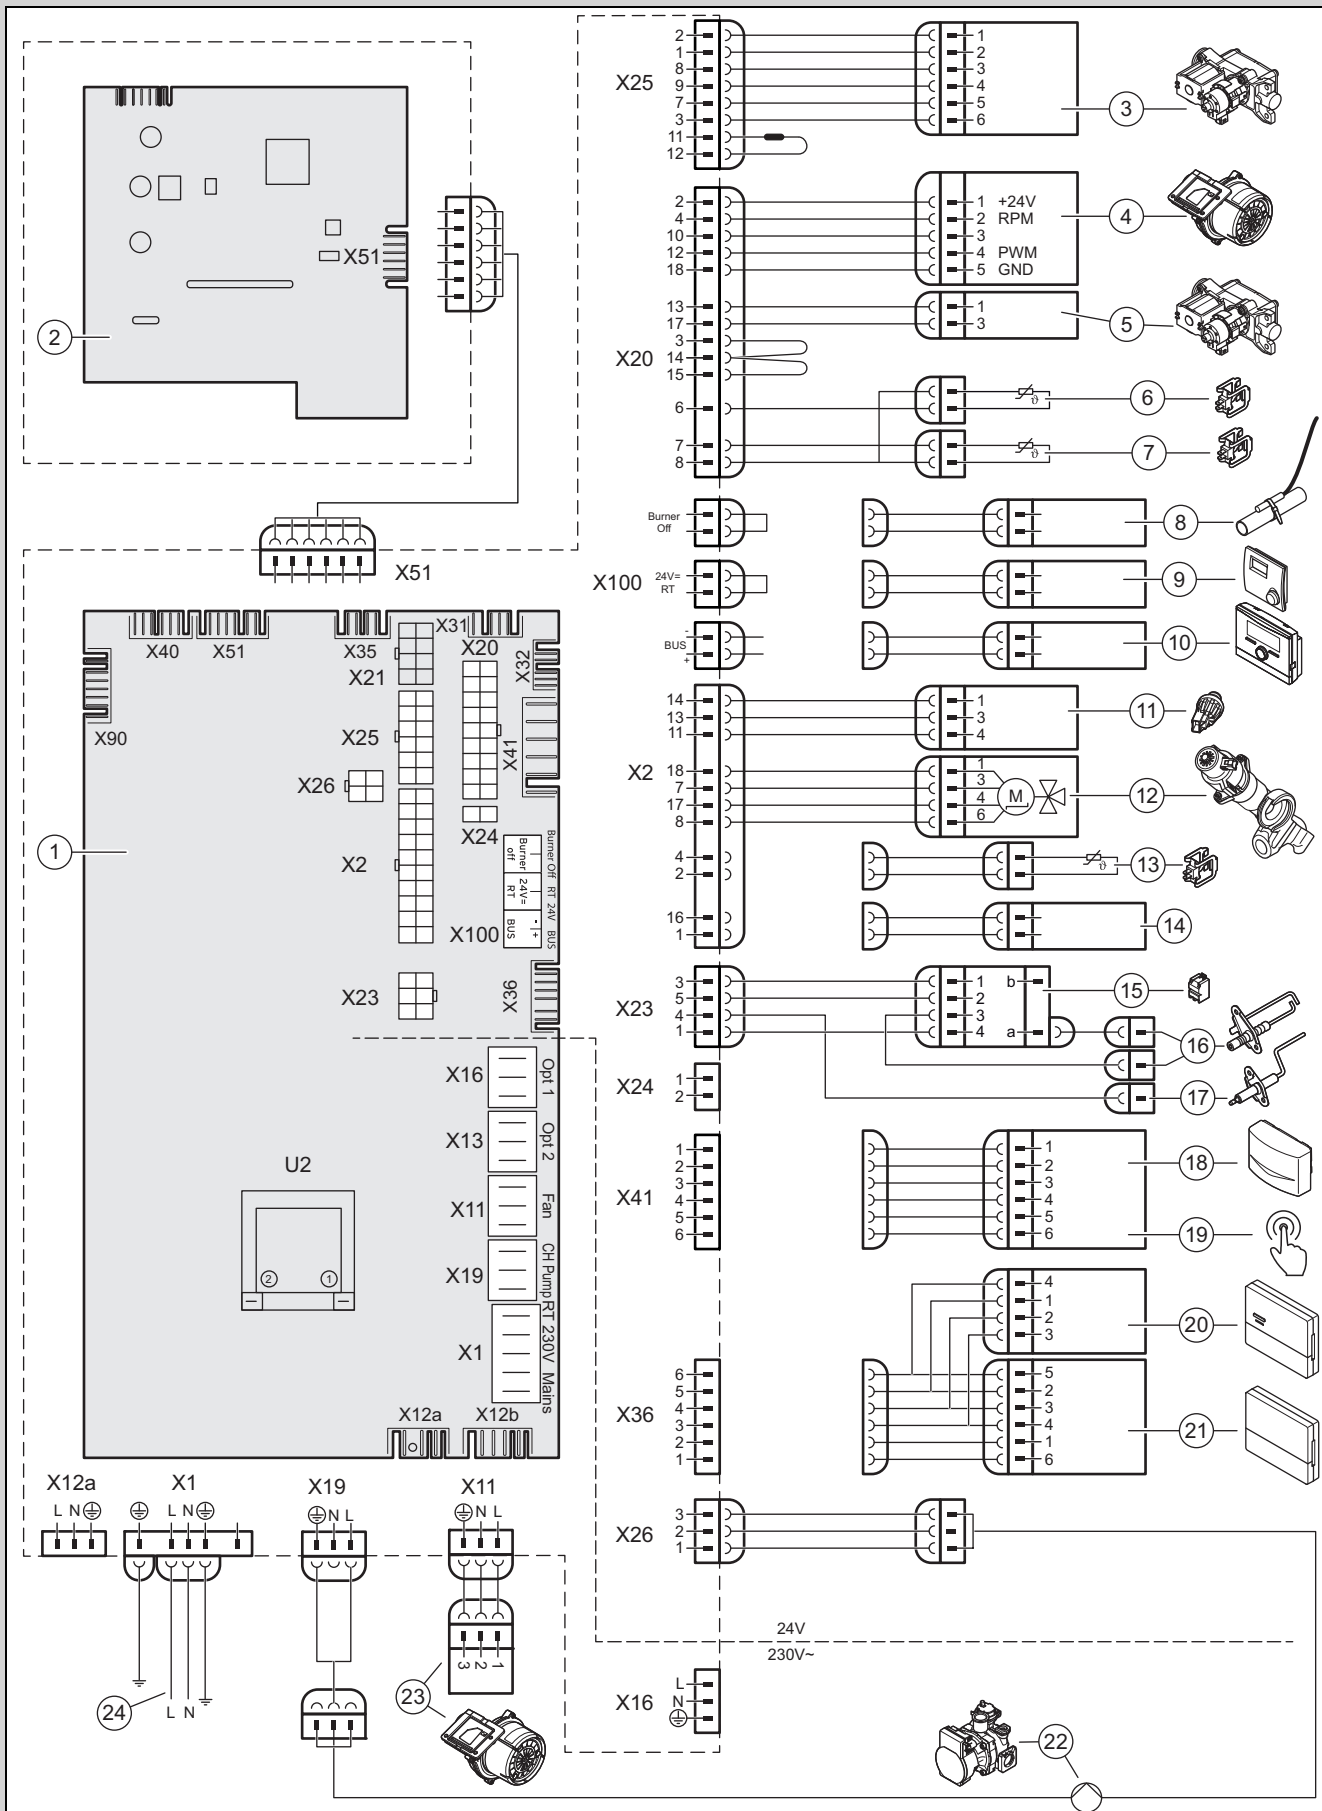 2 1
1 2
8 3
X25
9 4
7 5
3 6
3
11
12
2 1 +24V
4 2 RPM
10 3
12 4 PWM
18 5 GND
4
13 1
17 3
5
3
X20
14
15
6
6
7
8
7
X51
2
Burner
Off
8
X100
24V=
RT
9
-
BUS
+
10
X51
X40
X51
X35
X31
X21
X20
X32
X90
X25
X41
X26
X24
X2
1
Burner off
24V= RT
- + BUS
Burner Off RT 24V BUS
X100
X23
X36
X16
Opt 1
X13
Opt 2
X11
Fan
X19
CH Pump
X1
RT 230V Mains
U2
2 1
X12a
X12b
14 1
13 3
11 4
11
X2
18 1
7 3
17 4
8 6
M
12
4
2
13
16
1
14
X23
3 1 b
5 2
4 3
1 4 a
15
16
17
X24
1
2
X41
1 1
2 2
3 3
4 4
5 5
6 6
18
19
4
1
2
3
20
X36
6 5
5 2
4 3
3 4
2 1
1 6
21
X26
3
2
1
X12a
L N
X1
L N
X19
N L
X11
N L
3 2 1
23
24
L N
24V
230V~
X16
L
N
22
ϑ
ϑ
ϑ